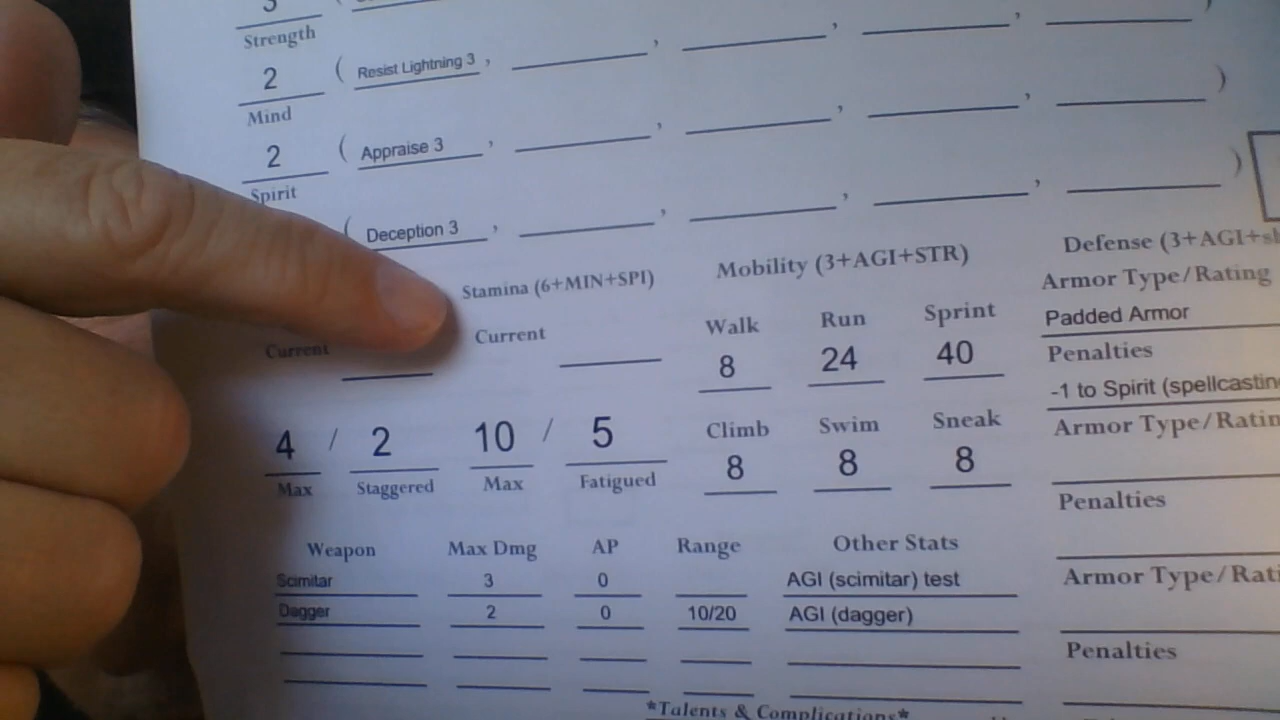 Strength
2 ( Resist Lightning 3 , , , , )
Mind
2 ( Appraise 3 , , , , )
Spirit
( Deception 3 , , , , )
Stamina (6+MIN+SPI) Mobility (3+AGI+STR) Defense (3+AGI+
Current Current Walk Run Sprint Armor Type/Rating
8 24 40 Padded Armor
Penalties
4 / 2 10 / 5 Climb Swim Sneak -1 to Spirit
Max Staggered Max Fatigued 8 8 8 Armor Type/
Penalties
Weapon Max Dmg AP Range Other Stats
Scimitar 3 0 AGI (scimitar) test Armor Type/
Dagger 2 0 10/20 AGI (dagger)
Penalties
*Talents & Complications*